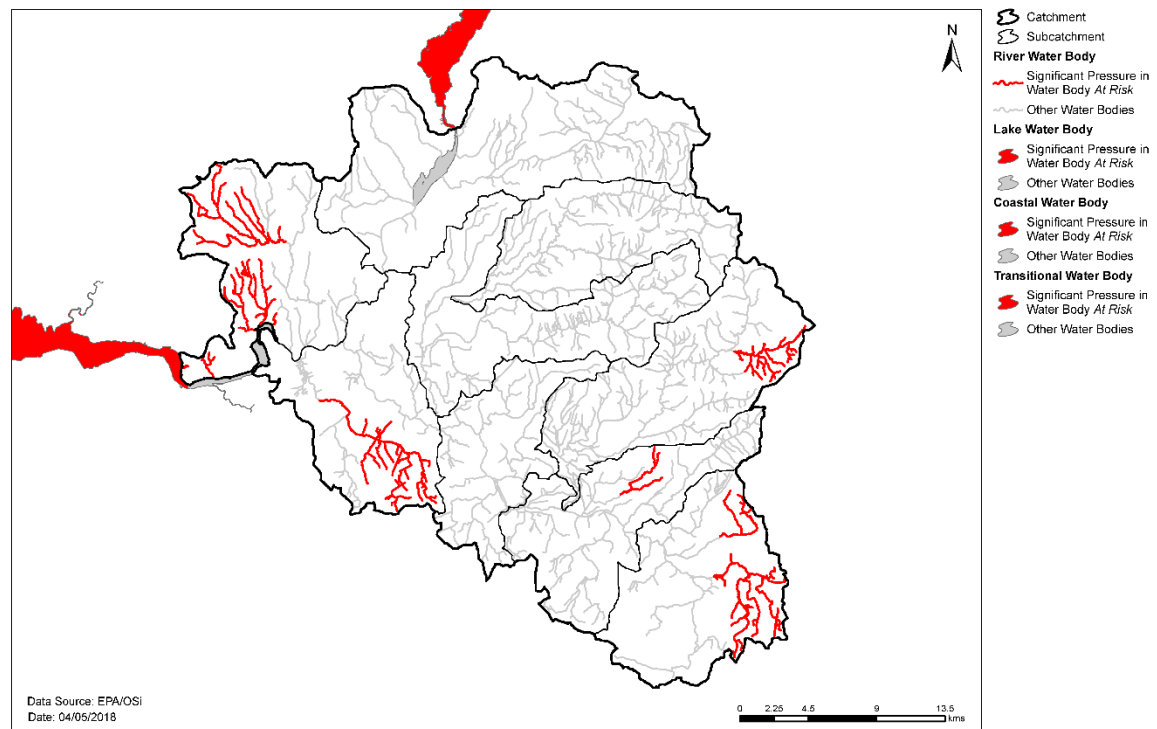 N
Data Source: EPA/OSi
Date: 04/05/2018
0 2.25 4.5 9 13.5
kms
Catchment
Subcatchment
River Water Body
Significant Pressure in
Water Body At Risk
Other Water Bodies
Lake Water Body
Significant Pressure in
Water Body At Risk
Other Water Bodies
Coastal Water Body
Significant Pressure in
Water Body At Risk
Other Water Bodies
Transitional Water Body
Significant Pressure in
Water Body At Risk
Other Water Bodies